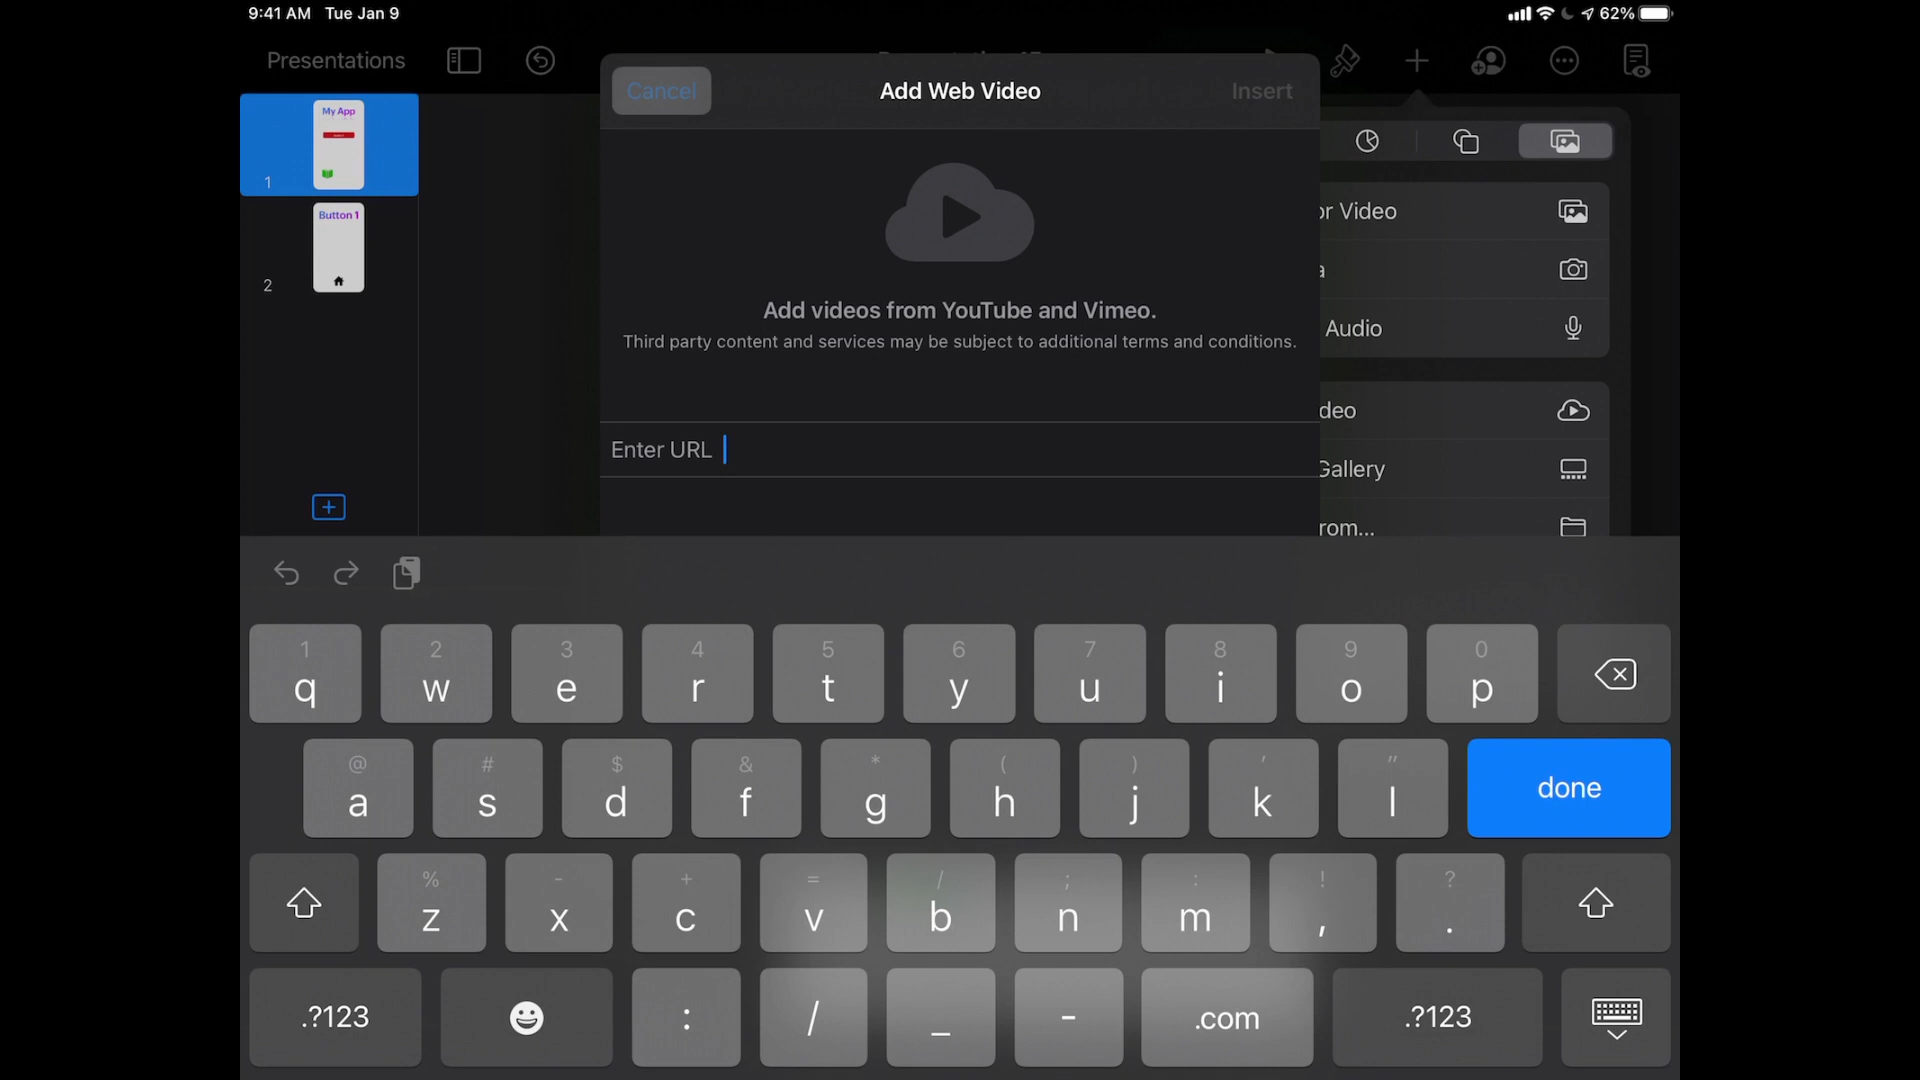 9:41 AM Tue Jan 9
62%
Presentations
Cancel
Add Web Video
Insert
My App
1
Button 1
2
or Video
Audio
deo
Gallery
rom...
Add videos from YouTube and Vimeo.
Third party content and services may be subject to additional terms and conditions.
Enter URL
1 2 3 4 5 6 7 8 9 0
q w e r t y u i o p
@ # $ & * ( ) ' "
a s d f g h j k l done
% - + = / ; : ! ?
z x c v b n m , .
.?123 : / _ - .com .?123